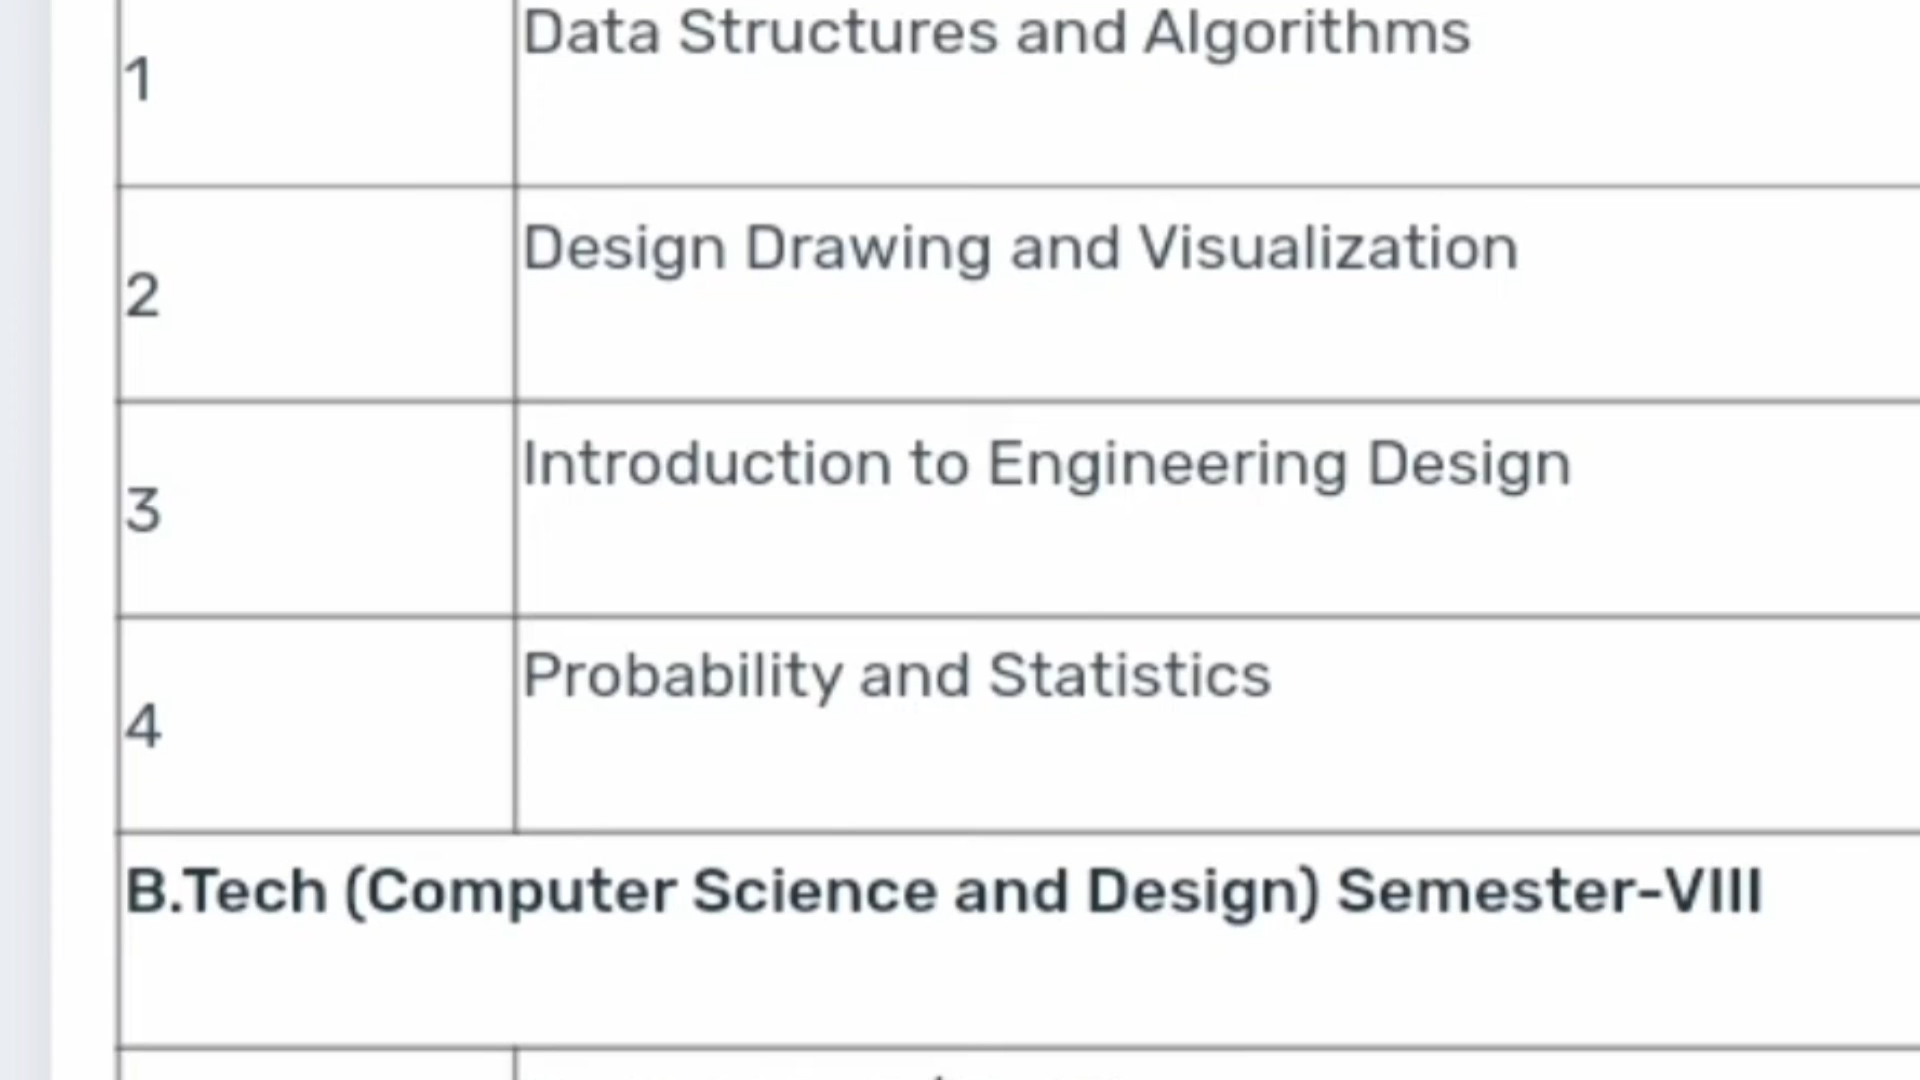 Data Structures and Algorithms
1
Design Drawing and Visualization
2
Introduction to Engineering Design
3
Probability and Statistics
4
B.Tech (Computer Science and Design) Semester-VIII